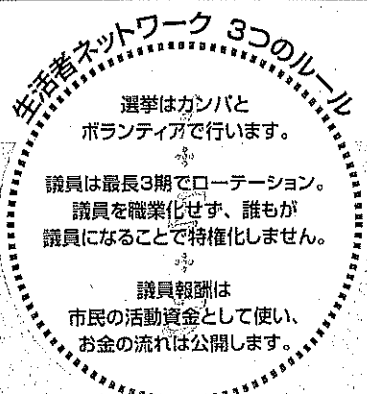 生活者ネットワーク 3つのルール
選挙はカンパと
ボランティアで行います。
議員は最長3期でローテーション。
議員を職業化せず、誰もが
議員になることで特権化しません。
議員報酬は
市民の活動資金として使い、
お金の流れは公開します。